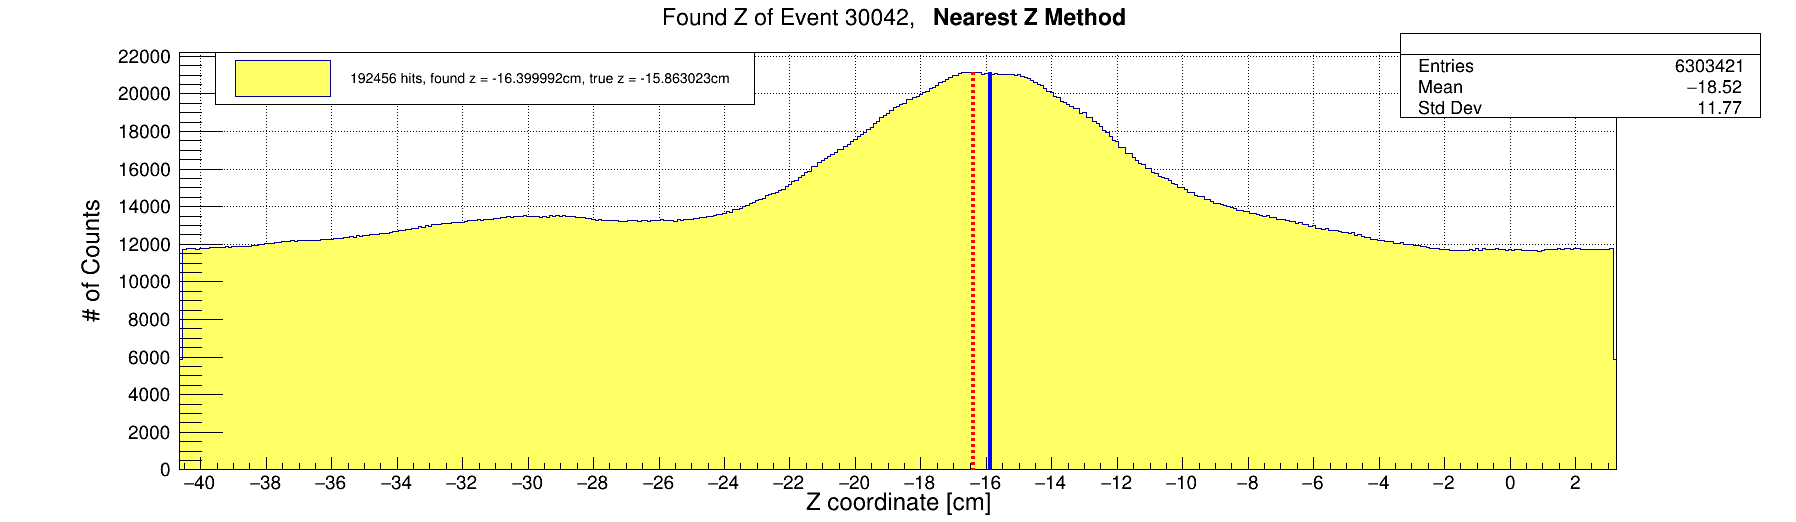 Found Z of Event 30042, Nearest Z Method
192456 hits, found z = -16.399992cm, true z = -15.863023cm
Entries 6303421
Mean −18.52
Std Dev 11.77
# of Counts
22000
20000
18000
16000
14000
12000
10000
8000
6000
4000
2000
0
−40 −38 −36 −34 −32 −30 −28 −26 −24 −22 −20 −18 −16 −14 −12 −10 −8 −6 −4 −2 0 2
Z coordinate [cm]